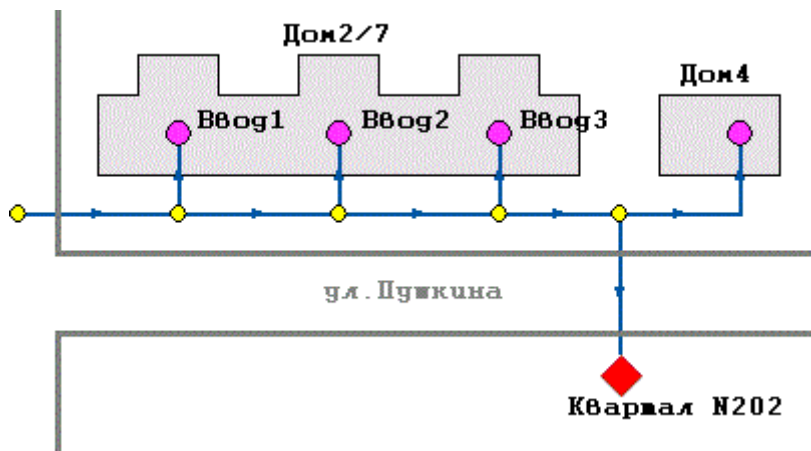 Дом2/7
Дом4
Ввод1
Ввод2
Ввод3
ул.Пушкина
Квартал N202